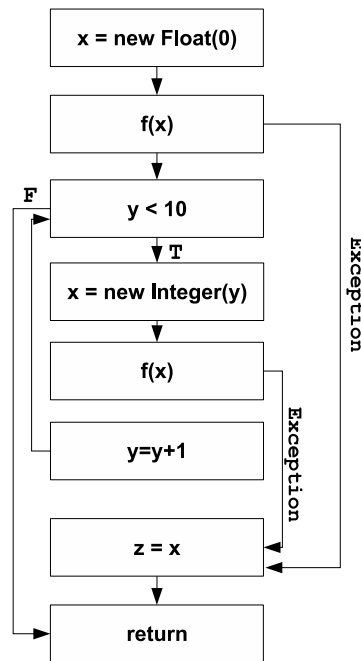 x = new Float(0)
f(x)
F
y < 10
T
x = new Integer(y)
Exception
f(x)
Exception
y=y+1
z = x
return